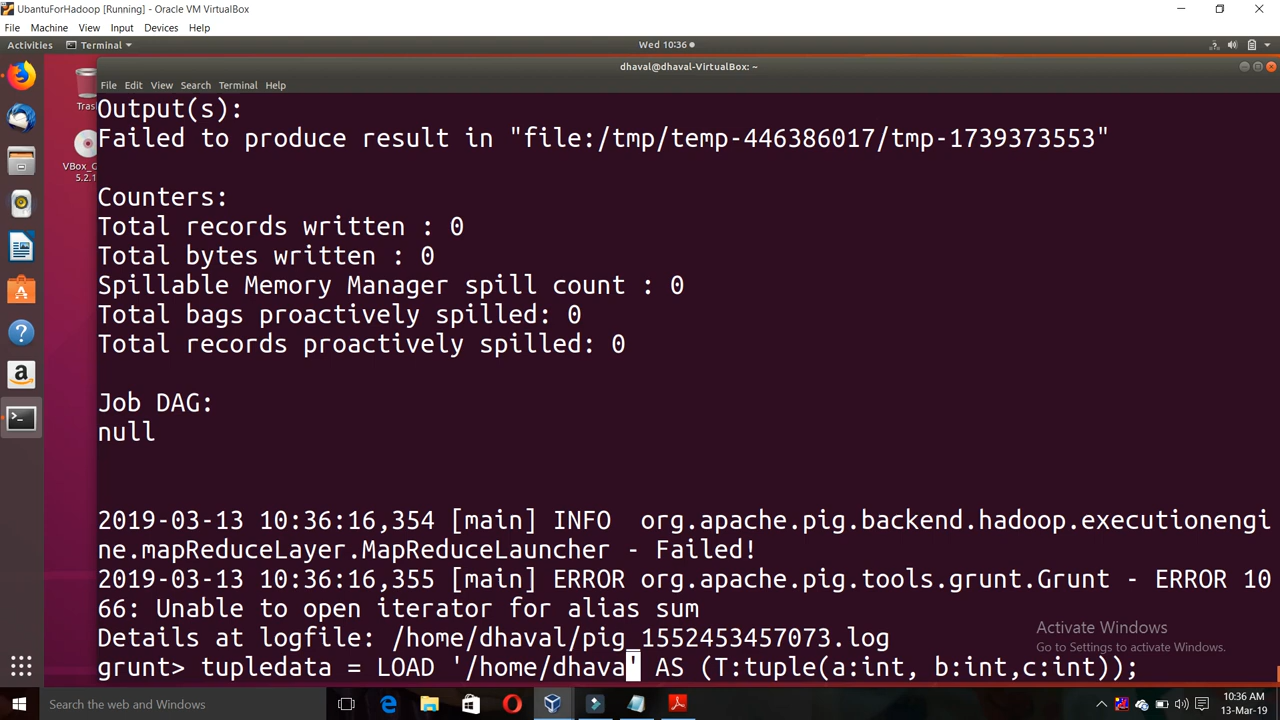 UbantuForHadoop [Running] - Oracle VM VirtualBox
File Machine View Input Devices Help
Activities Terminal Wed 10:36
dhaval@dhaval-VirtualBox: ~
File Edit View Search Terminal Help
Trash
VBox_G
5.2.1
Output(s):
Failed to produce result in "file:/tmp/temp-446386017/tmp-1739373553"
Counters:
Total records written : 0
Total bytes written : 0
Spillable Memory Manager spill count : 0
Total bags proactively spilled: 0
Total records proactively spilled: 0
Job DAG:
null
2019-03-13 10:36:16,354 [main] INFO  org.apache.pig.backend.hadoop.executionengi
ne.mapReduceLayer.MapReduceLauncher - Failed!
2019-03-13 10:36:16,355 [main] ERROR org.apache.pig.tools.grunt.Grunt - ERROR 10
66: Unable to open iterator for alias sum
Details at logfile: /home/dhaval/pig_1552453457073.log
grunt> tupledata = LOAD '/home/dhava' AS (T:tuple(a:int, b:int,c:int));
Activate Windows
Go to Settings to activate Windows.
Search the web and Windows
10:36 AM
13-Mar-19